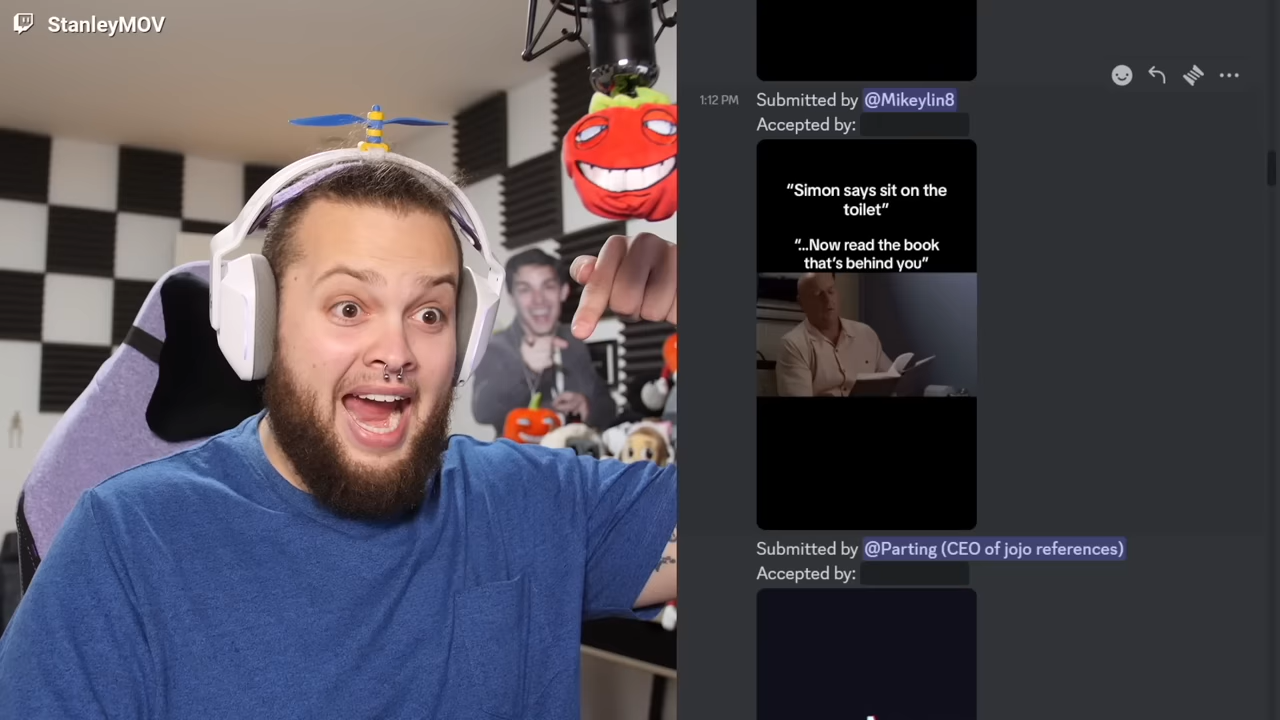 StanleyMOV
1:12 PM
Submitted by @Mikeylin8
Accepted by:
“Simon says sit on the
toilet”
“...Now read the book
that’s behind you”
Submitted by @Parting (CEO of jojo references)
Accepted by: